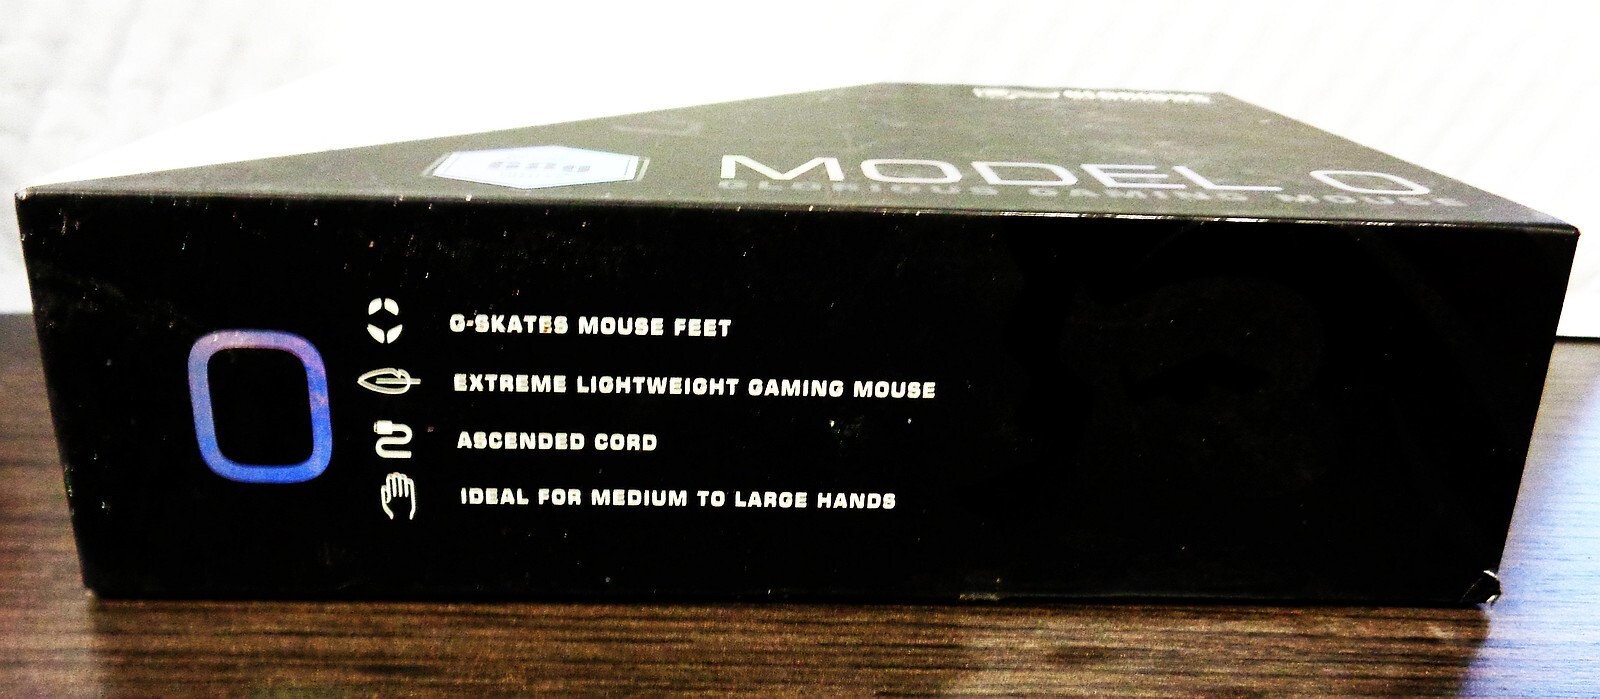 GLORIOUS
MODEL O
GLORIOUS GAMING MOUSE
O
G-SKATES MOUSE FEET
EXTREME LIGHTWEIGHT GAMING MOUSE
ASCENDED CORD
IDEAL FOR MEDIUM TO LARGE HANDS